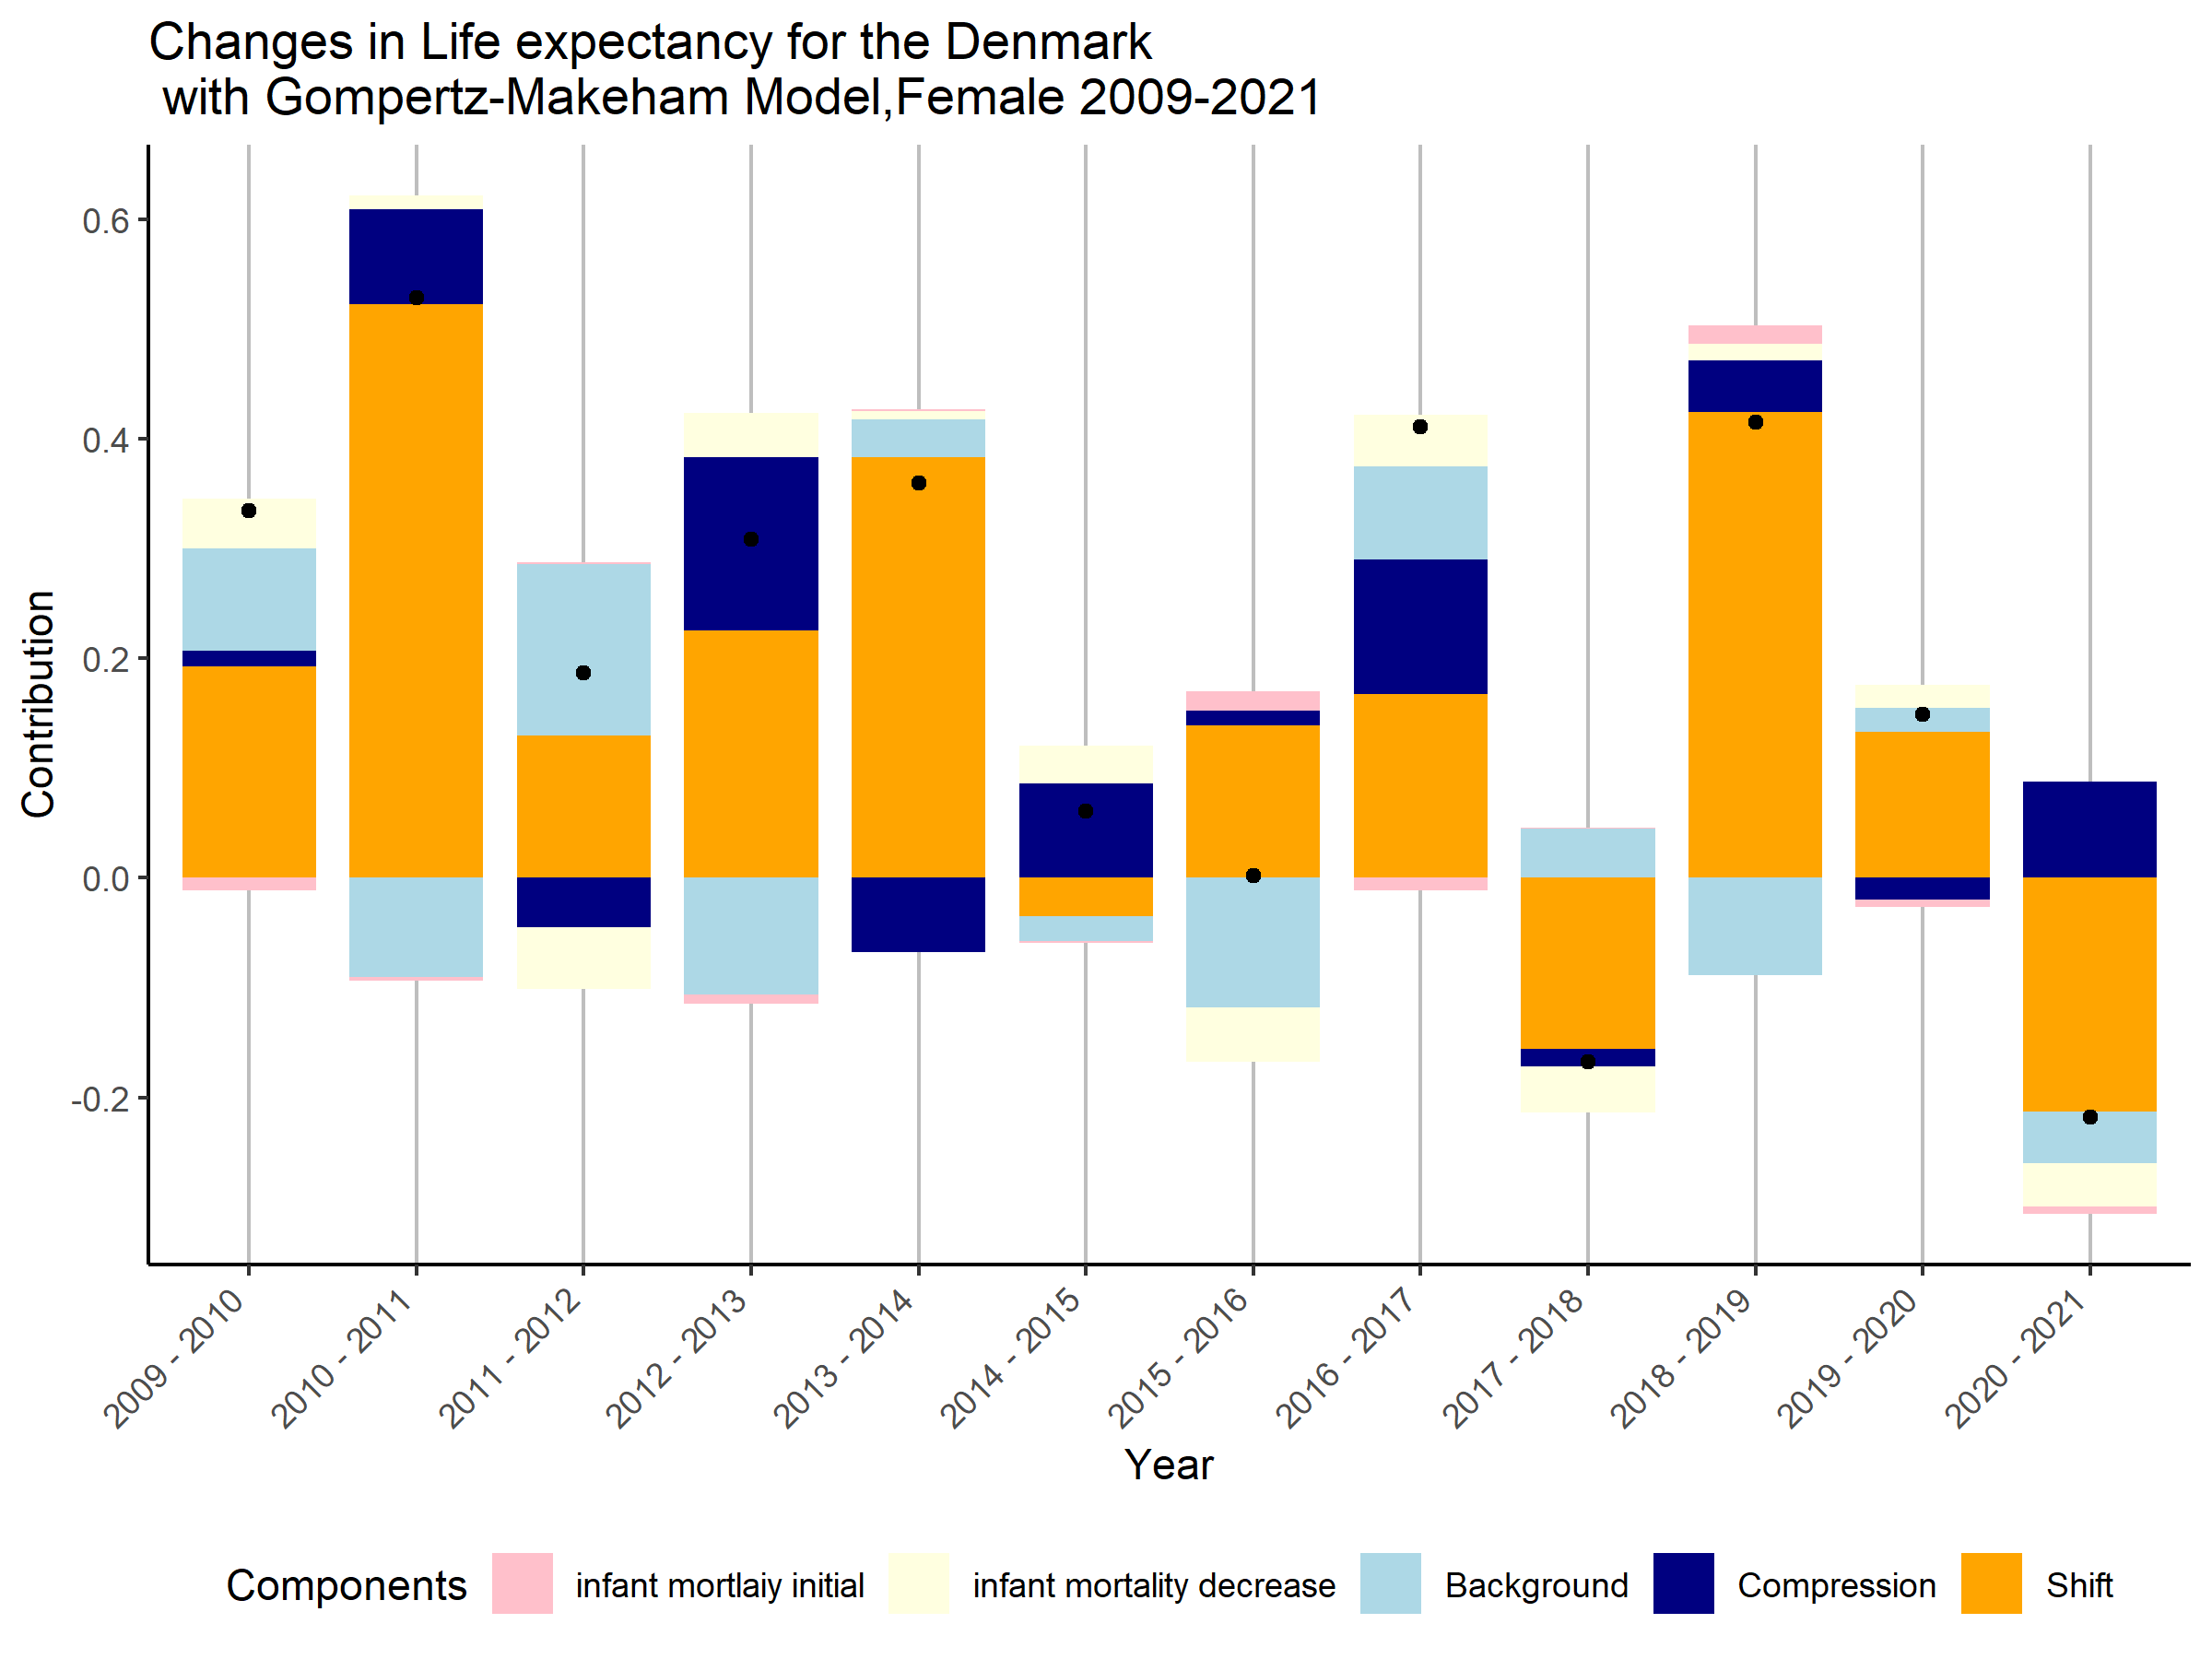 Changes in Life expectancy for the Denmark
with Gompertz-Makeham Model,Female 2009-2021
Contribution
0.6
0.4
0.2
0.0
-0.2
2009 - 2010
2010 - 2011
2011 - 2012
2012 - 2013
2013 - 2014
2014 - 2015
2015 - 2016
2016 - 2017
2017 - 2018
2018 - 2019
2019 - 2020
2020 - 2021
Year
Components infant mortlaiy initial infant mortality decrease Background Compression Shift